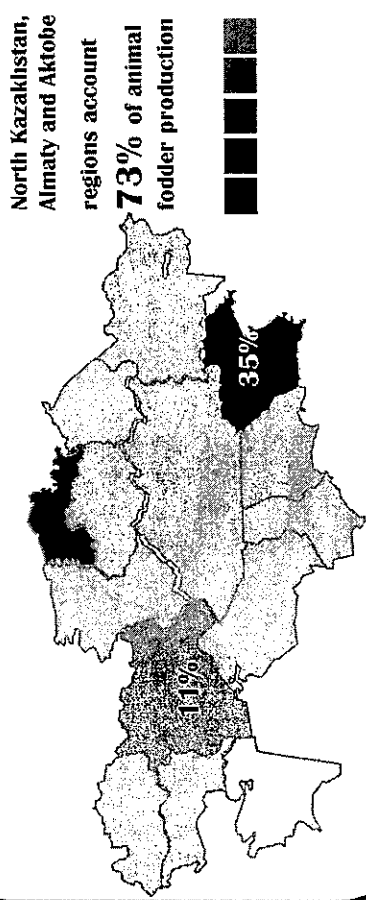 North Kazakhstan,
Almaty and Aktobe
regions account
73% of animal
fodder production
35%
11%